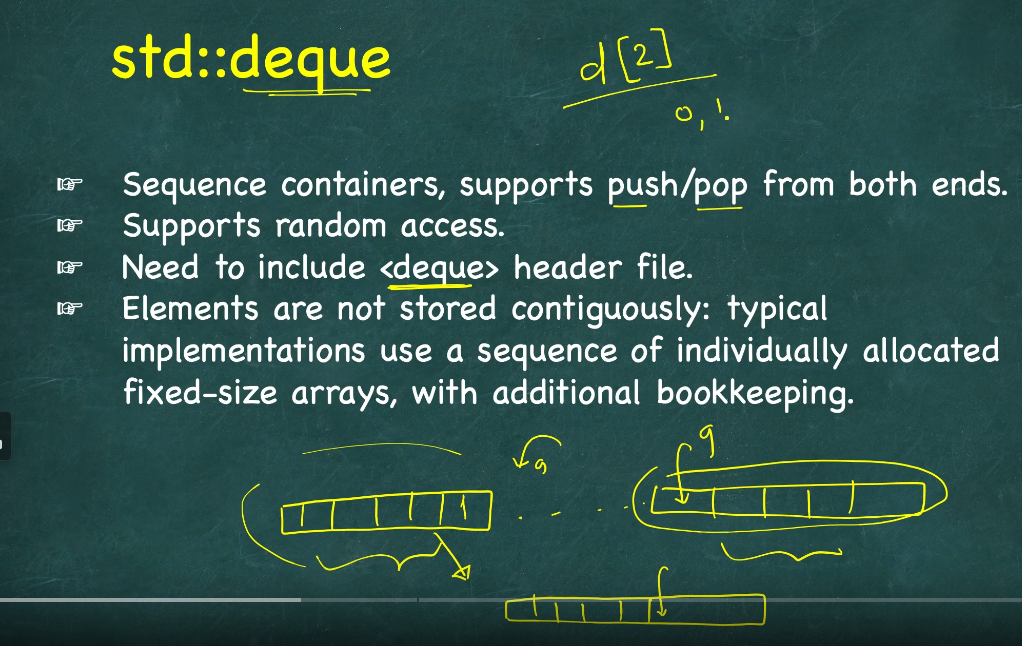 std::deque
d[2]
0, 1.
☞ Sequence containers, supports push/pop from both ends.
☞ Supports random access.
☞ Need to include <deque> header file.
☞ Elements are not stored contiguously: typical
implementations use a sequence of individually allocated
fixed-size arrays, with additional bookkeeping.
9
9